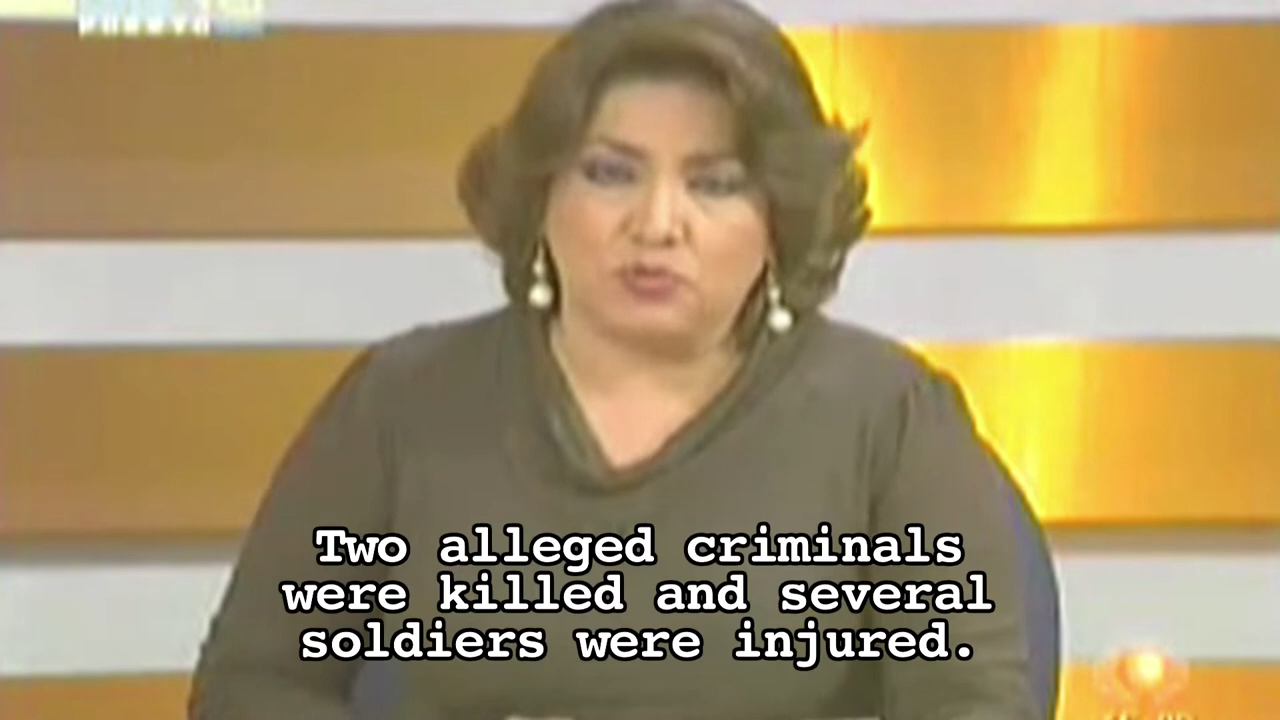 Two alleged criminals
were killed and several
soldiers were injured.